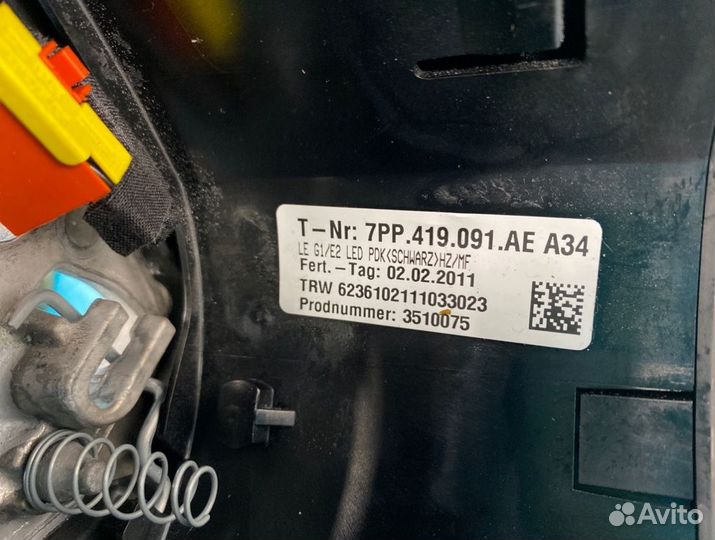 T-Nr: 7PP.419.091.AE A34
LE G1/E2 LED PDK<SCHWARZ>HZ/MF
Fert.-Tag: 02.02.2011
TRW 6236102111033023
Prodnummer: 3510075
Avito